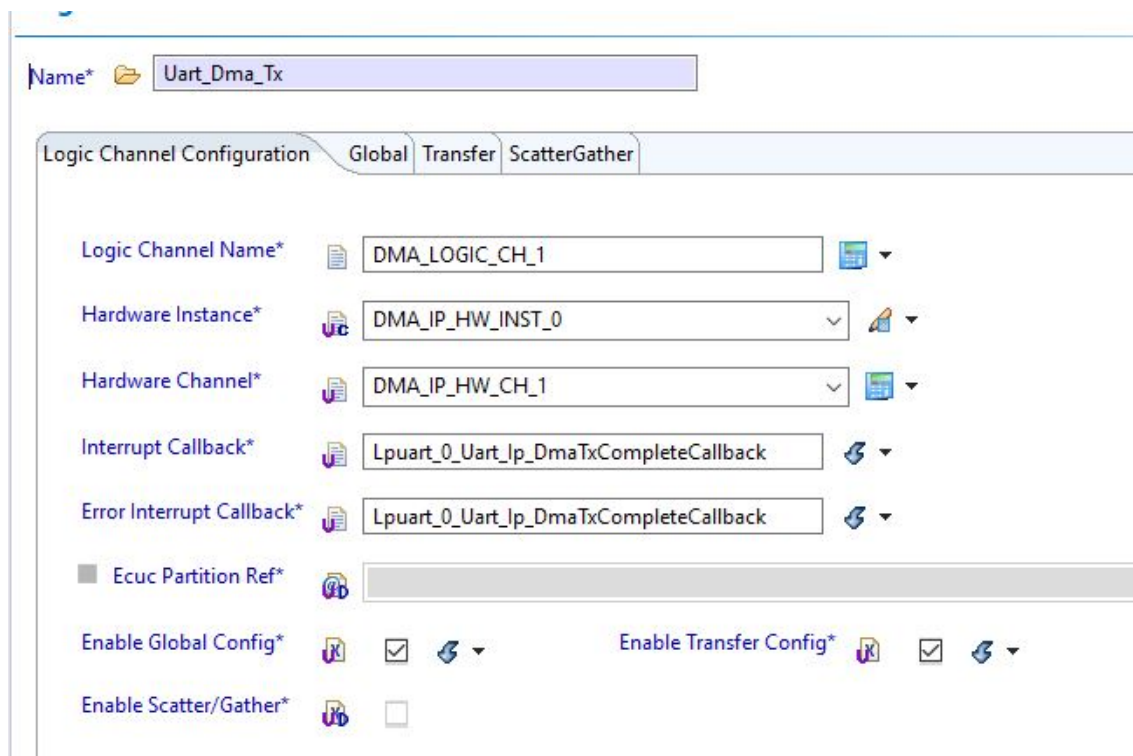 Name* Uart_Dma_Tx
Logic Channel Configuration Global Transfer ScatterGather
Logic Channel Name* DMA_LOGIC_CH_1
Hardware Instance* DMA_IP_HW_INST_0
Hardware Channel* DMA_IP_HW_CH_1
Interrupt Callback* Lpuart_0_Uart_Ip_DmaTxCompleteCallback
Error Interrupt Callback* Lpuart_0_Uart_Ip_DmaTxCompleteCallback
Ecuc Partition Ref*
Enable Global Config* Enable Transfer Config*
Enable Scatter/Gather*